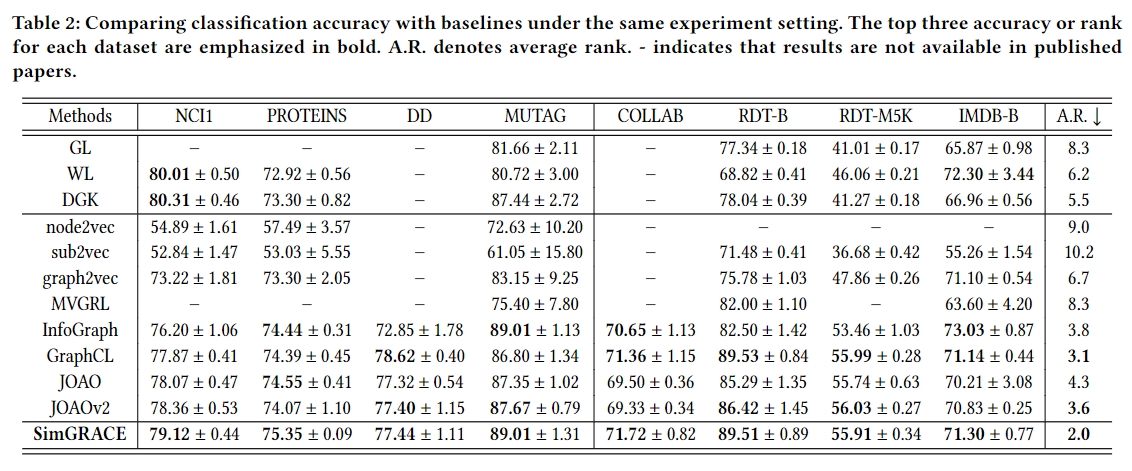 Table 2: Comparing classification accuracy with baselines under the same experiment setting. The top three accuracy or rank
for each dataset are emphasized in bold. A.R. denotes average rank. - indicates that results are not available in published
papers.
Methods NCI1 PROTEINS DD MUTAG COLLAB RDT-B RDT-M5K IMDB-B A.R. ↓
GL – – – 81.66 ± 2.11 – 77.34 ± 0.18 41.01 ± 0.17 65.87 ± 0.98 8.3
WL 80.01 ± 0.50 72.92 ± 0.56 – 80.72 ± 3.00 – 68.82 ± 0.41 46.06 ± 0.21 72.30 ± 3.44 6.2
DGK 80.31 ± 0.46 73.30 ± 0.82 – 87.44 ± 2.72 – 78.04 ± 0.39 41.27 ± 0.18 66.96 ± 0.56 5.5
node2vec 54.89 ± 1.61 57.49 ± 3.57 – 72.63 ± 10.20 – – – – 9.0
sub2vec 52.84 ± 1.47 53.03 ± 5.55 – 61.05 ± 15.80 – 71.48 ± 0.41 36.68 ± 0.42 55.26 ± 1.54 10.2
graph2vec 73.22 ± 1.81 73.30 ± 2.05 – 83.15 ± 9.25 – 75.78 ± 1.03 47.86 ± 0.26 71.10 ± 0.54 6.7
MVGRL – – – 75.40 ± 7.80 – 82.00 ± 1.10 – 63.60 ± 4.20 8.3
InfoGraph 76.20 ± 1.06 74.44 ± 0.31 72.85 ± 1.78 89.01 ± 1.13 70.65 ± 1.13 82.50 ± 1.42 53.46 ± 1.03 73.03 ± 0.87 3.8
GraphCL 77.87 ± 0.41 74.39 ± 0.45 78.62 ± 0.40 86.80 ± 1.34 71.36 ± 1.15 89.53 ± 0.84 55.99 ± 0.28 71.14 ± 0.44 3.1
JOAO 78.07 ± 0.47 74.55 ± 0.41 77.32 ± 0.54 87.35 ± 1.02 69.50 ± 0.36 85.29 ± 1.35 55.74 ± 0.63 70.21 ± 3.08 4.3
JOAOv2 78.36 ± 0.53 74.07 ± 1.10 77.40 ± 1.15 87.67 ± 0.79 69.33 ± 0.34 86.42 ± 1.45 56.03 ± 0.27 70.83 ± 0.25 3.6
SimGRACE 79.12 ± 0.44 75.35 ± 0.09 77.44 ± 1.11 89.01 ± 1.31 71.72 ± 0.82 89.51 ± 0.89 55.91 ± 0.34 71.30 ± 0.77 2.0